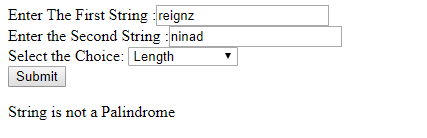 Enter The First String :reignz
Enter the Second String :ninad
Select the Choice: Length
Submit
String is not a Palindrome